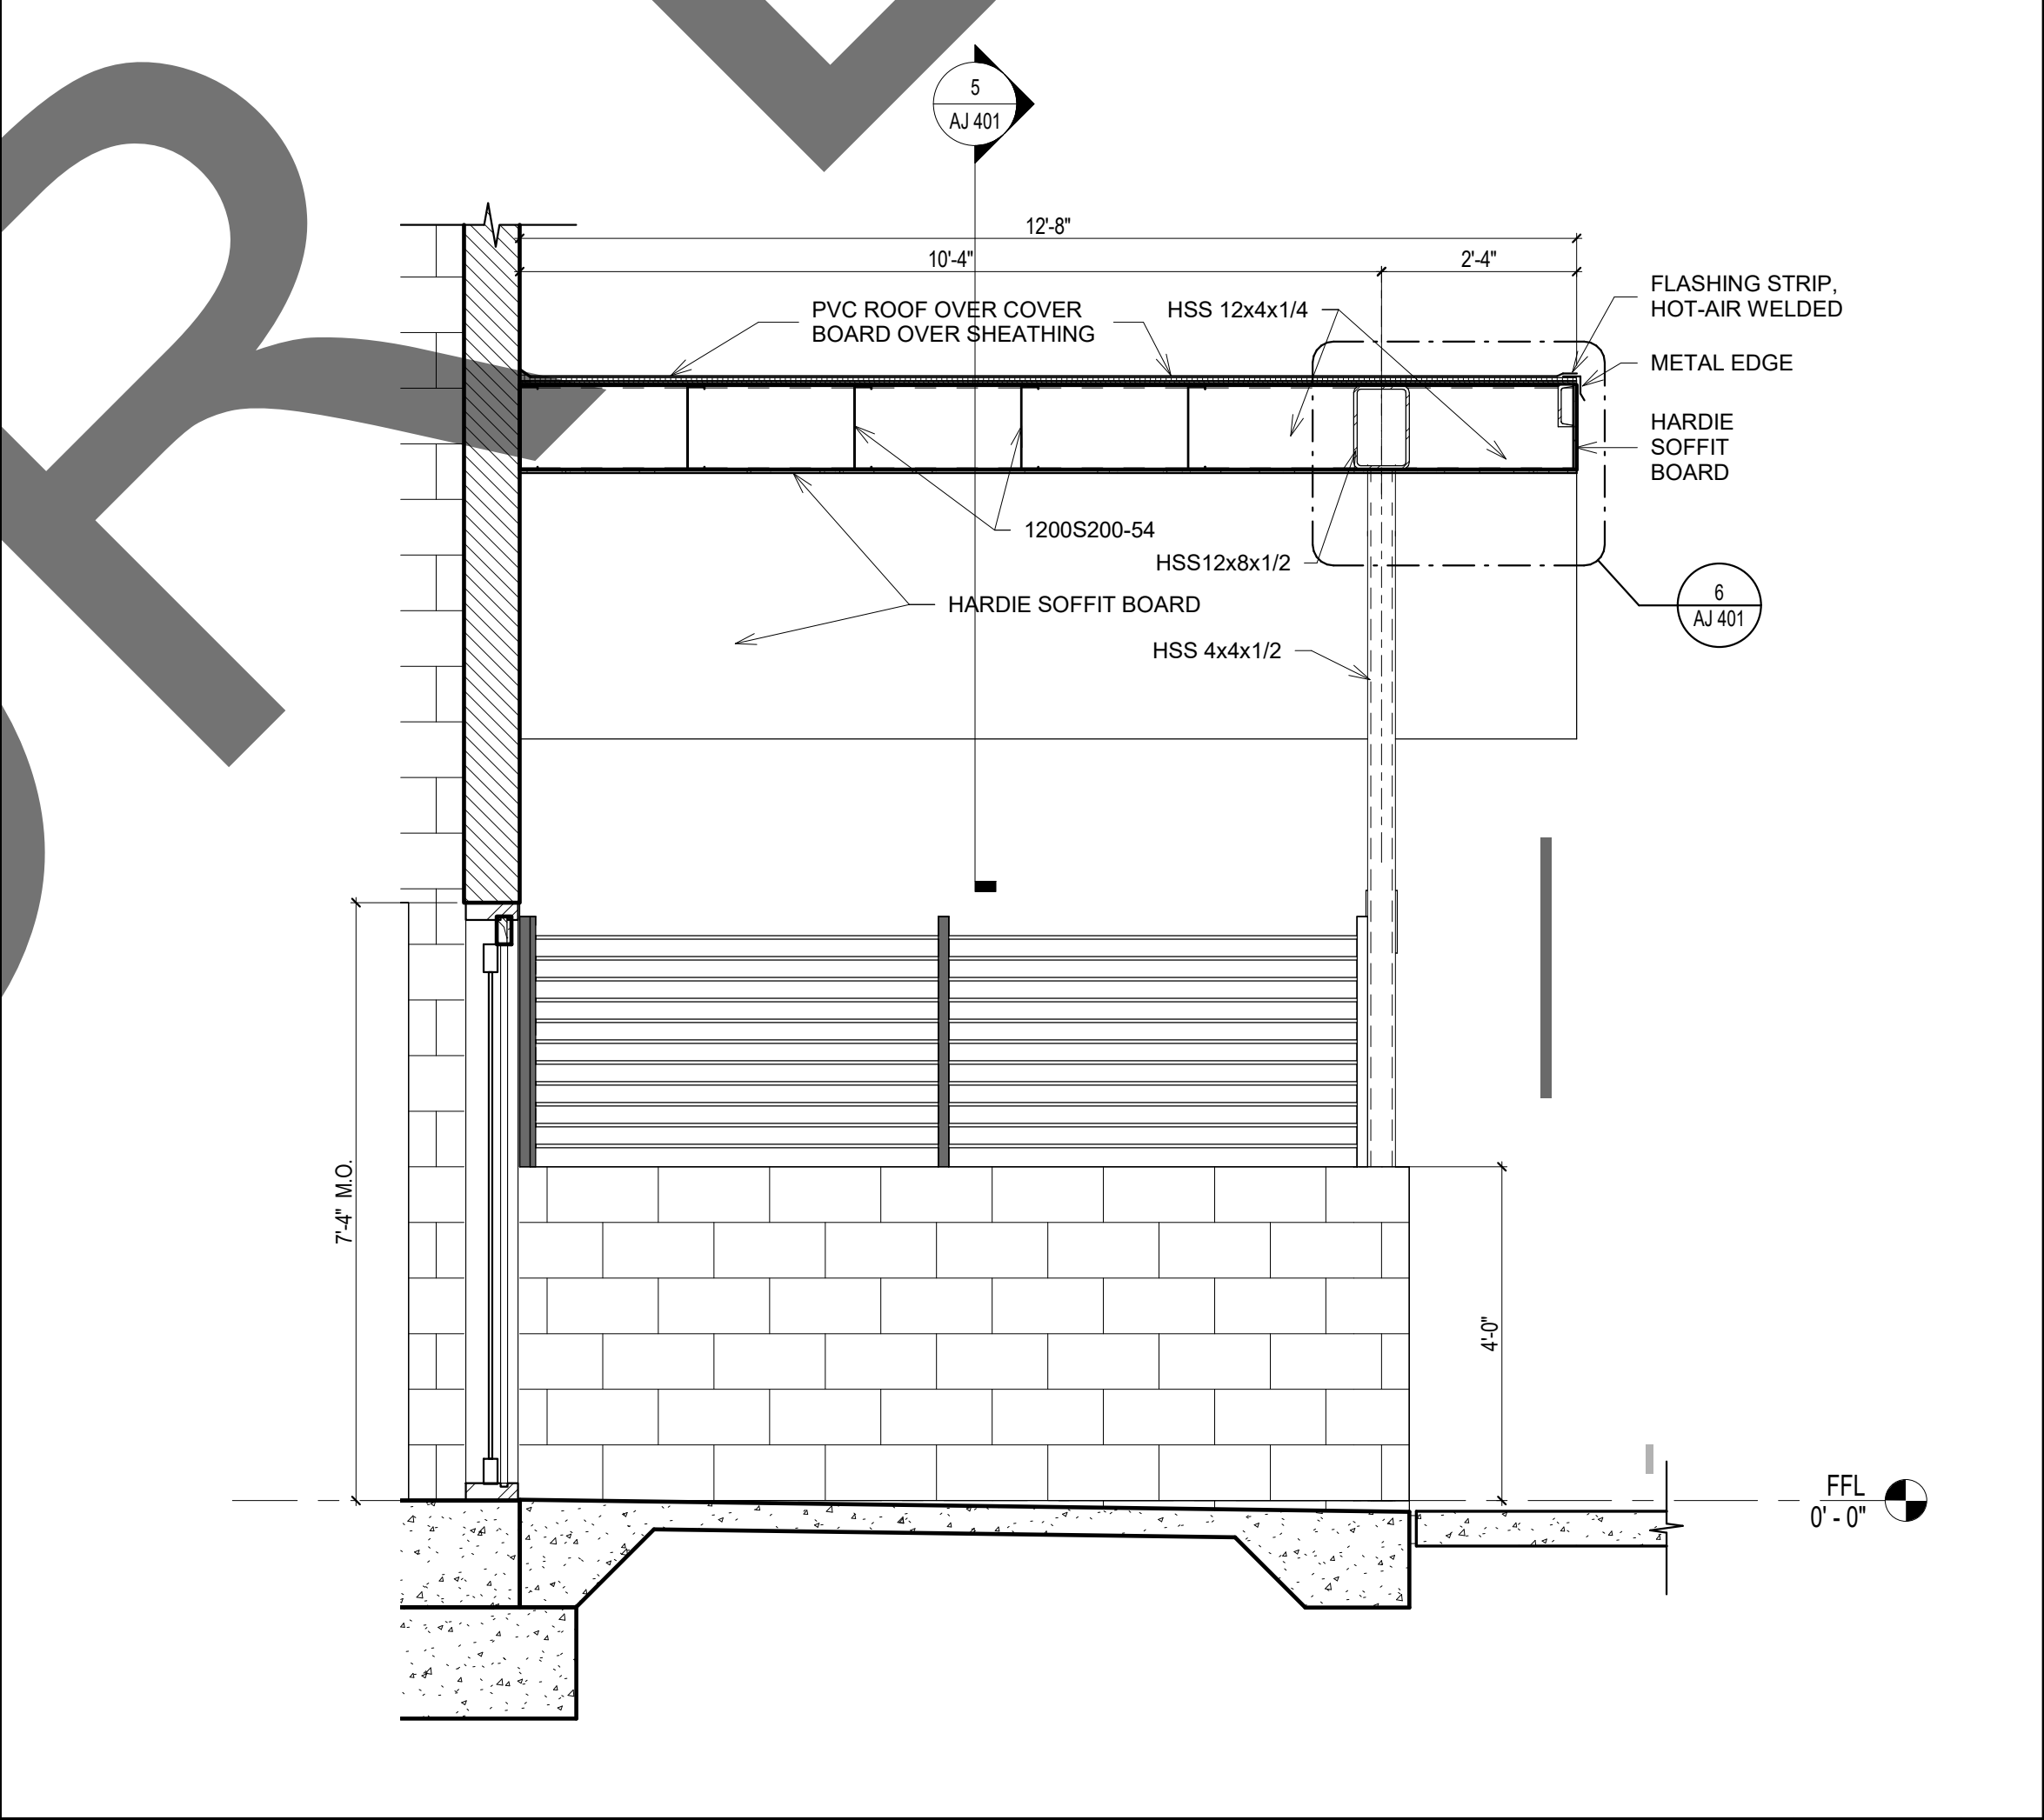 5
AJ 401
12'-8"
10'-4"
2'-4"
PVC ROOF OVER COVER
BOARD OVER SHEATHING
HSS 12x4x1/4
FLASHING STRIP,
HOT-AIR WELDED
METAL EDGE
HARDIE
SOFFIT
BOARD
1200S200-54
HSS12x8x1/2
HARDIE SOFFIT BOARD
6
AJ 401
HSS 4x4x1/2
7'-4" M.O.
4'-0"
FFL
0' - 0"